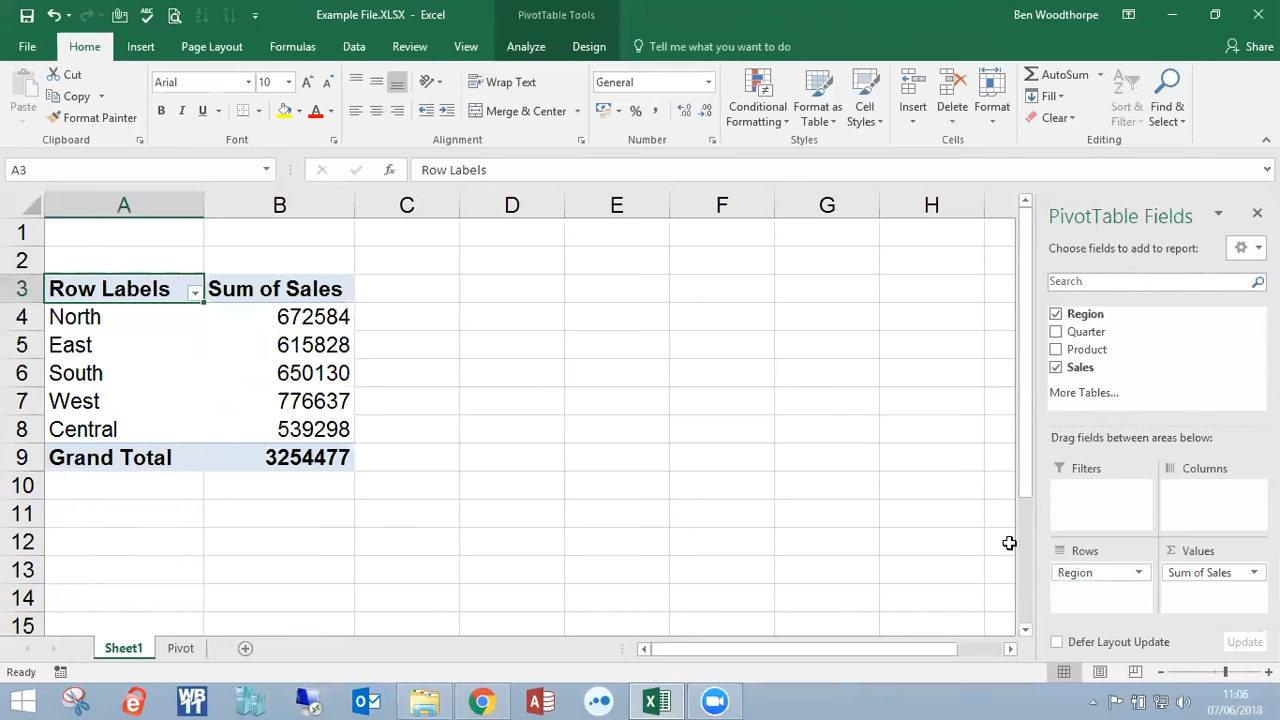 Example File.XLSX - Excel
PivotTable Tools
Ben Woodthorpe
File
Home
Insert
Page Layout
Formulas
Data
Review
View
Analyze
Design
Tell me what you want to do
Share
Paste
Cut
Copy
Format Painter
Clipboard
Arial
10
B I U
A
Font
Wrap Text
Merge & Center
Alignment
General
%
Number
Conditional Formatting
Format as Table
Cell Styles
Styles
Insert
Delete
Format
Cells
AutoSum
Fill
Clear
Sort & Filter
Find & Select
Editing
A3
fx
Row Labels
A B C D E F G H
1
2
3 Row Labels Sum of Sales
4 North 672584
5 East 615828
6 South 650130
7 West 776637
8 Central 539298
9 Grand Total 3254477
10
11
12
13
14
15
PivotTable Fields
Choose fields to add to report:
Search
Region
Quarter
Product
Sales
More Tables...
Drag fields between areas below:
Filters
Columns
Rows
Values
Region
Sum of Sales
Defer Layout Update
Update
Sheet1
Pivot
Ready
11:06
07/06/2018